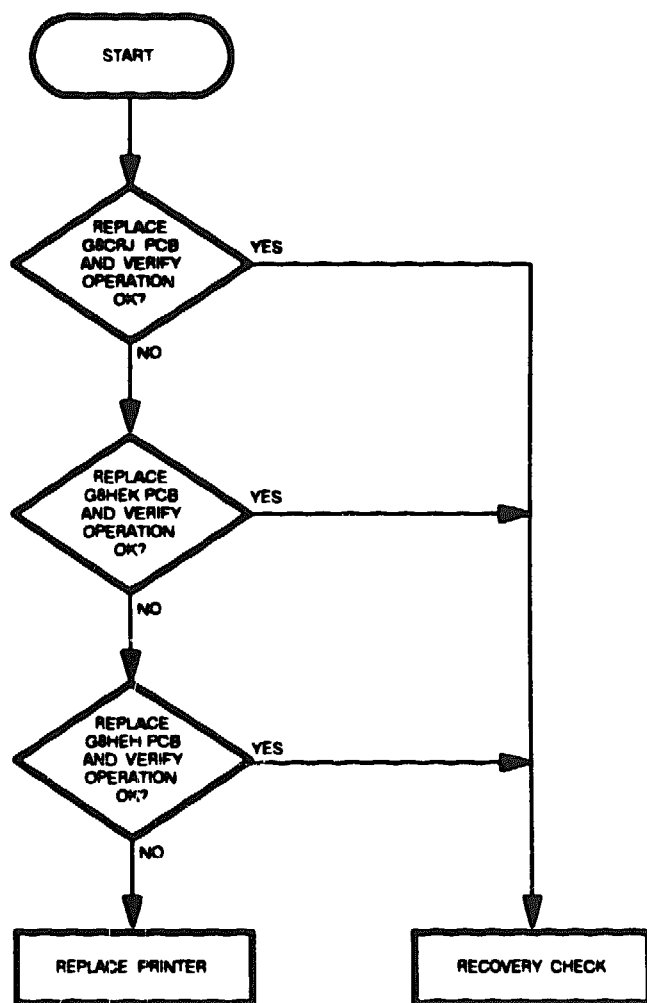 START
REPLACE
G8CRJ PCB
AND VERIFY
OPERATION
OK?
YES
NO
REPLACE
G8HEK PCB
AND VERIFY
OPERATION
OK?
YES
NO
REPLACE
G8HEH PCB
AND VERIFY
OPERATION
OK?
YES
NO
REPLACE PRINTER
RECOVERY CHECK